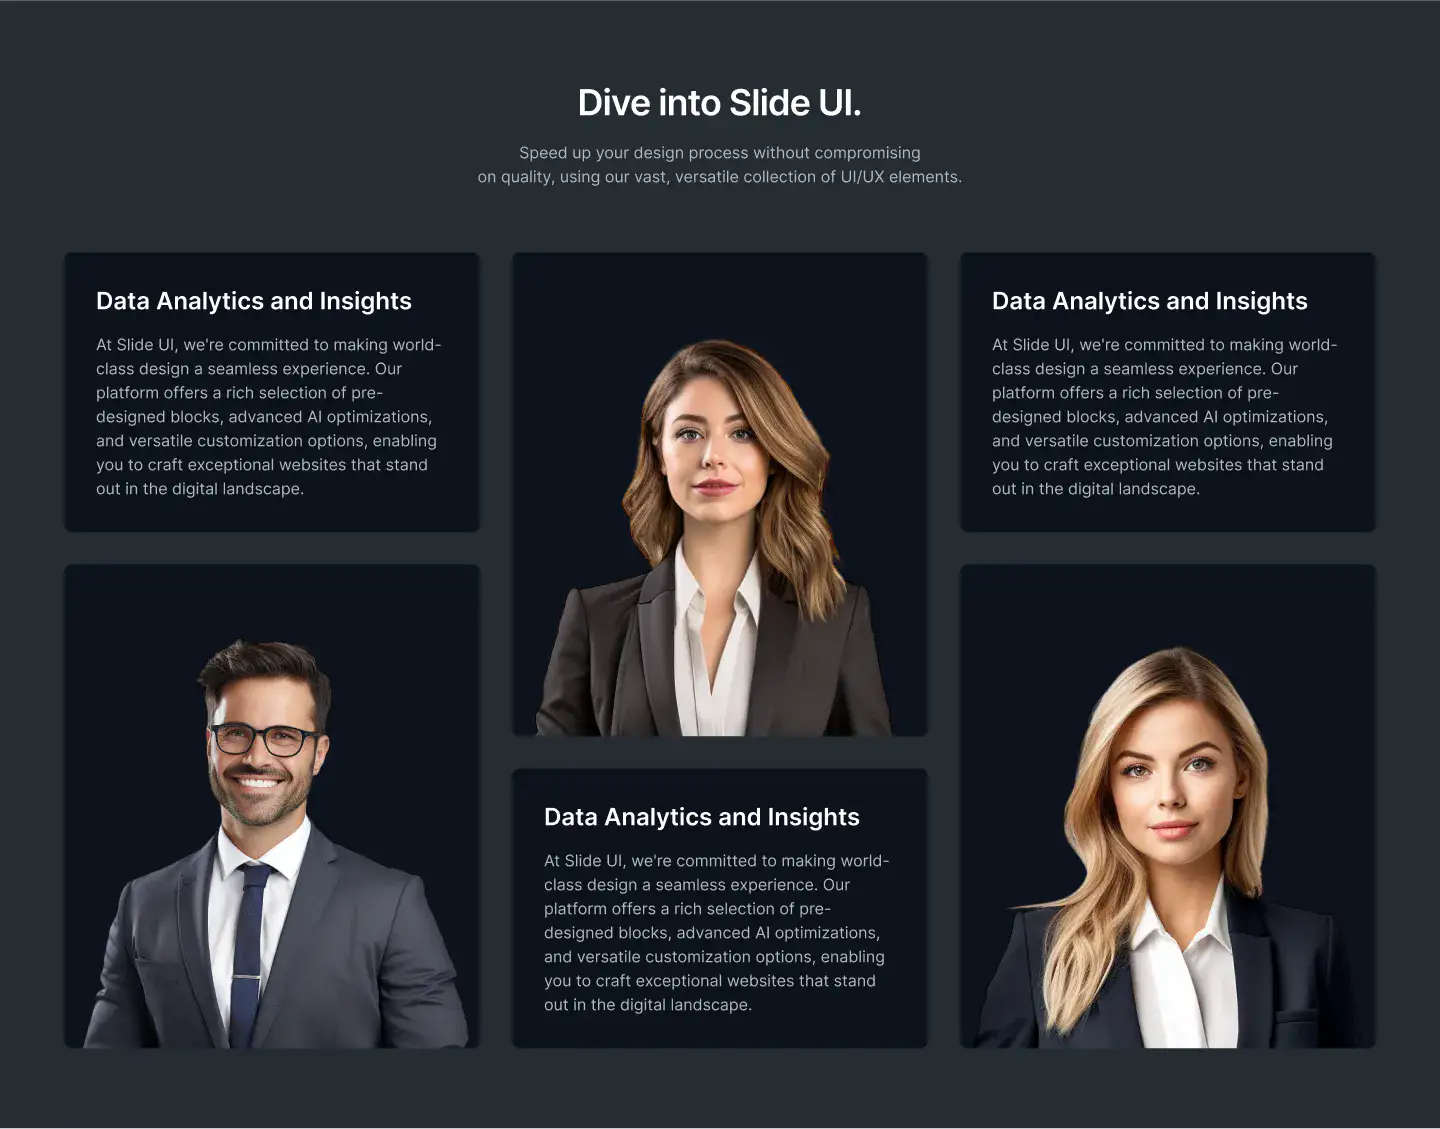 Dive into Slide UI.
Speed up your design process without compromising
on quality, using our vast, versatile collection of UI/UX elements.
Data Analytics and Insights
At Slide UI, we're committed to making world-
class design a seamless experience. Our
platform offers a rich selection of pre-
designed blocks, advanced AI optimizations,
and versatile customization options, enabling
you to craft exceptional websites that stand
out in the digital landscape.
Data Analytics and Insights
At Slide UI, we're committed to making world-
class design a seamless experience. Our
platform offers a rich selection of pre-
designed blocks, advanced AI optimizations,
and versatile customization options, enabling
you to craft exceptional websites that stand
out in the digital landscape.
Data Analytics and Insights
At Slide UI, we're committed to making world-
class design a seamless experience. Our
platform offers a rich selection of pre-
designed blocks, advanced AI optimizations,
and versatile customization options, enabling
you to craft exceptional websites that stand
out in the digital landscape.